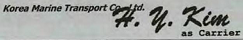 Korea Marine Transport Co., Ltd.
H. Y. Kim
as Carrier